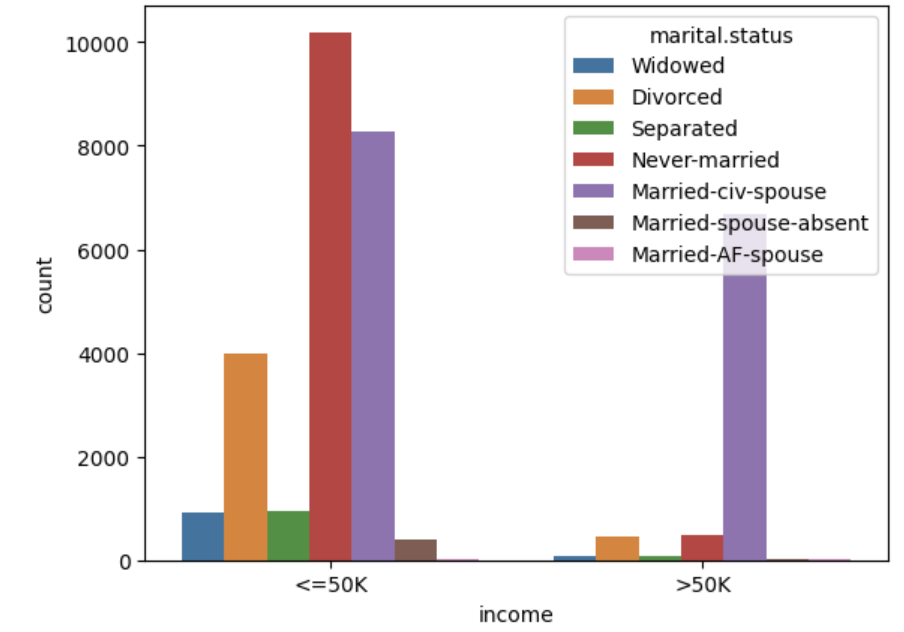 marital.status
Widowed
Divorced
Separated
Never-married
Married-civ-spouse
Married-spouse-absent
Married-AF-spouse
10000
8000
6000
4000
2000
0
count
<=50K >50K
income